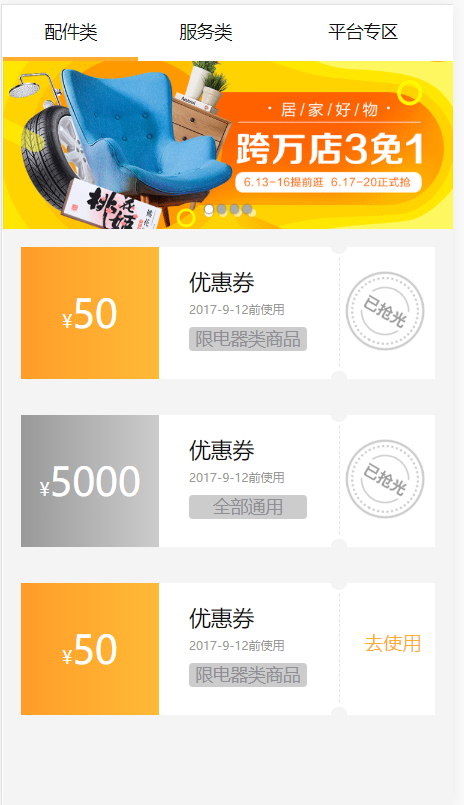 配件类 服务类 平台专区
· 居/家/好/物 ·
跨万店3免1
6.13-16提前逛 6.17-20正式抢
桃花姬
¥50
优惠券
2017-9-12前使用
限电器类商品
已抢光
¥5000
优惠券
2017-9-12前使用
全部通用
已抢光
¥50
优惠券
2017-9-12前使用
限电器类商品
去使用